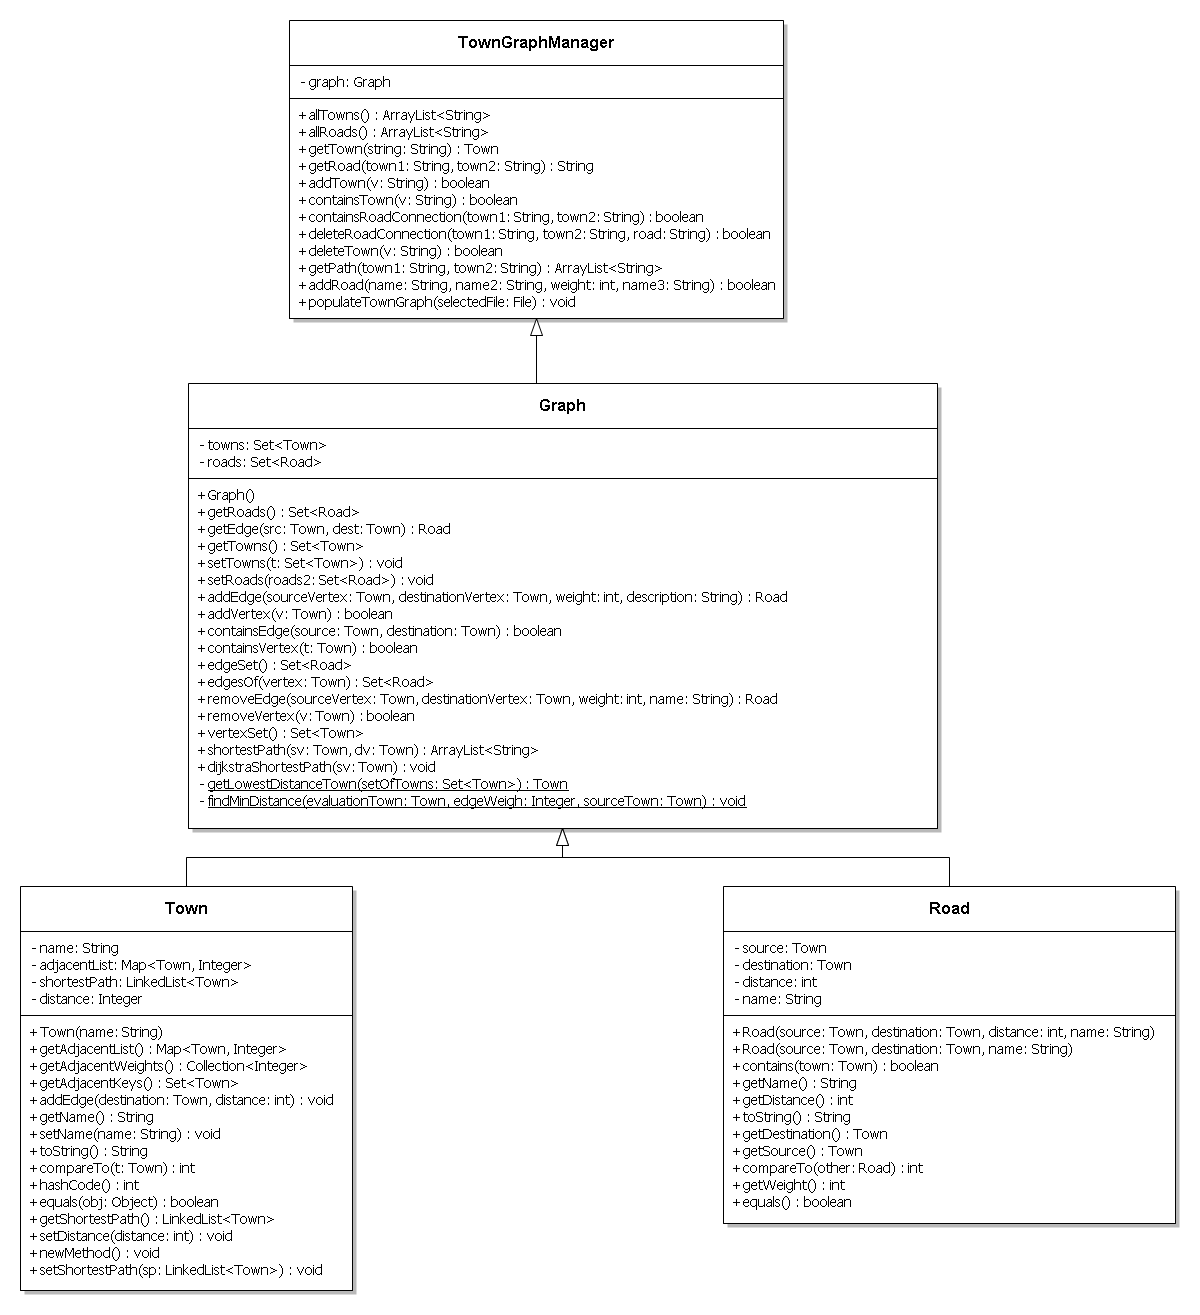 TownGraphManager
- graph: Graph
+ allTowns() : ArrayList<String>
+ allRoads() : ArrayList<String>
+ getTown(string: String) : Town
+ getRoad(town1: String, town2: String) : String
+ addTown(v: String) : boolean
+ containsTown(v: String) : boolean
+ containsRoadConnection(town1: String, town2: String) : boolean
+ deleteRoadConnection(town1: String, town2: String, road: String) : boolean
+ deleteTown(v: String) : boolean
+ getPath(town1: String, town2: String) : ArrayList<String>
+ addRoad(name: String, name2: String, weight: int, name3: String) : boolean
+ populateTownGraph(selectedFile: File) : void
Graph
- towns: Set<Town>
- roads: Set<Road>
+ Graph()
+ getRoads() : Set<Road>
+ getEdge(src: Town, dest: Town) : Road
+ getTowns() : Set<Town>
+ setTowns(t: Set<Town>) : void
+ setRoads(roads2: Set<Road>) : void
+ addEdge(sourceVertex: Town, destinationVertex: Town, weight: int, description: String) : Road
+ addVertex(v: Town) : boolean
+ containsEdge(source: Town, destination: Town) : boolean
+ containsVertex(t: Town) : boolean
+ edgeSet() : Set<Road>
+ edgesOf(vertex: Town) : Set<Road>
+ removeEdge(sourceVertex: Town, destinationVertex: Town, weight: int, name: String) : Road
+ removeVertex(v: Town) : boolean
+ vertexSet() : Set<Town>
+ shortestPath(sv: Town, dv: Town) : ArrayList<String>
+ dijkstraShortestPath(sv: Town) : void
- getLowestDistanceTown(setOfTowns: Set<Town>) : Town
- findMinDistance(evaluationTown: Town, edgeWeigh: Integer, sourceTown: Town) : void
Town
- name: String
- adjacentList: Map<Town, Integer>
- shortestPath: LinkedList<Town>
- distance: Integer
+ Town(name: String)
+ getAdjacentList() : Map<Town, Integer>
+ getAdjacentWeights() : Collection<Integer>
+ getAdjacentKeys() : Set<Town>
+ addEdge(destination: Town, distance: int) : void
+ getName() : String
+ setName(name: String) : void
+ toString() : String
+ compareTo(t: Town) : int
+ hashCode() : int
+ equals(obj: Object) : boolean
+ getShortestPath() : LinkedList<Town>
+ setDistance(distance: int) : void
+ newMethod() : void
+ setShortestPath(sp: LinkedList<Town>) : void
Road
- source: Town
- destination: Town
- distance: int
- name: String
+ Road(source: Town, destination: Town, distance: int, name: String)
+ Road(source: Town, destination: Town, name: String)
+ contains(town: Town) : boolean
+ getName() : String
+ getDistance() : int
+ toString() : String
+ getDestination() : Town
+ getSource() : Town
+ compareTo(other: Road) : int
+ getWeight() : int
+ equals() : boolean